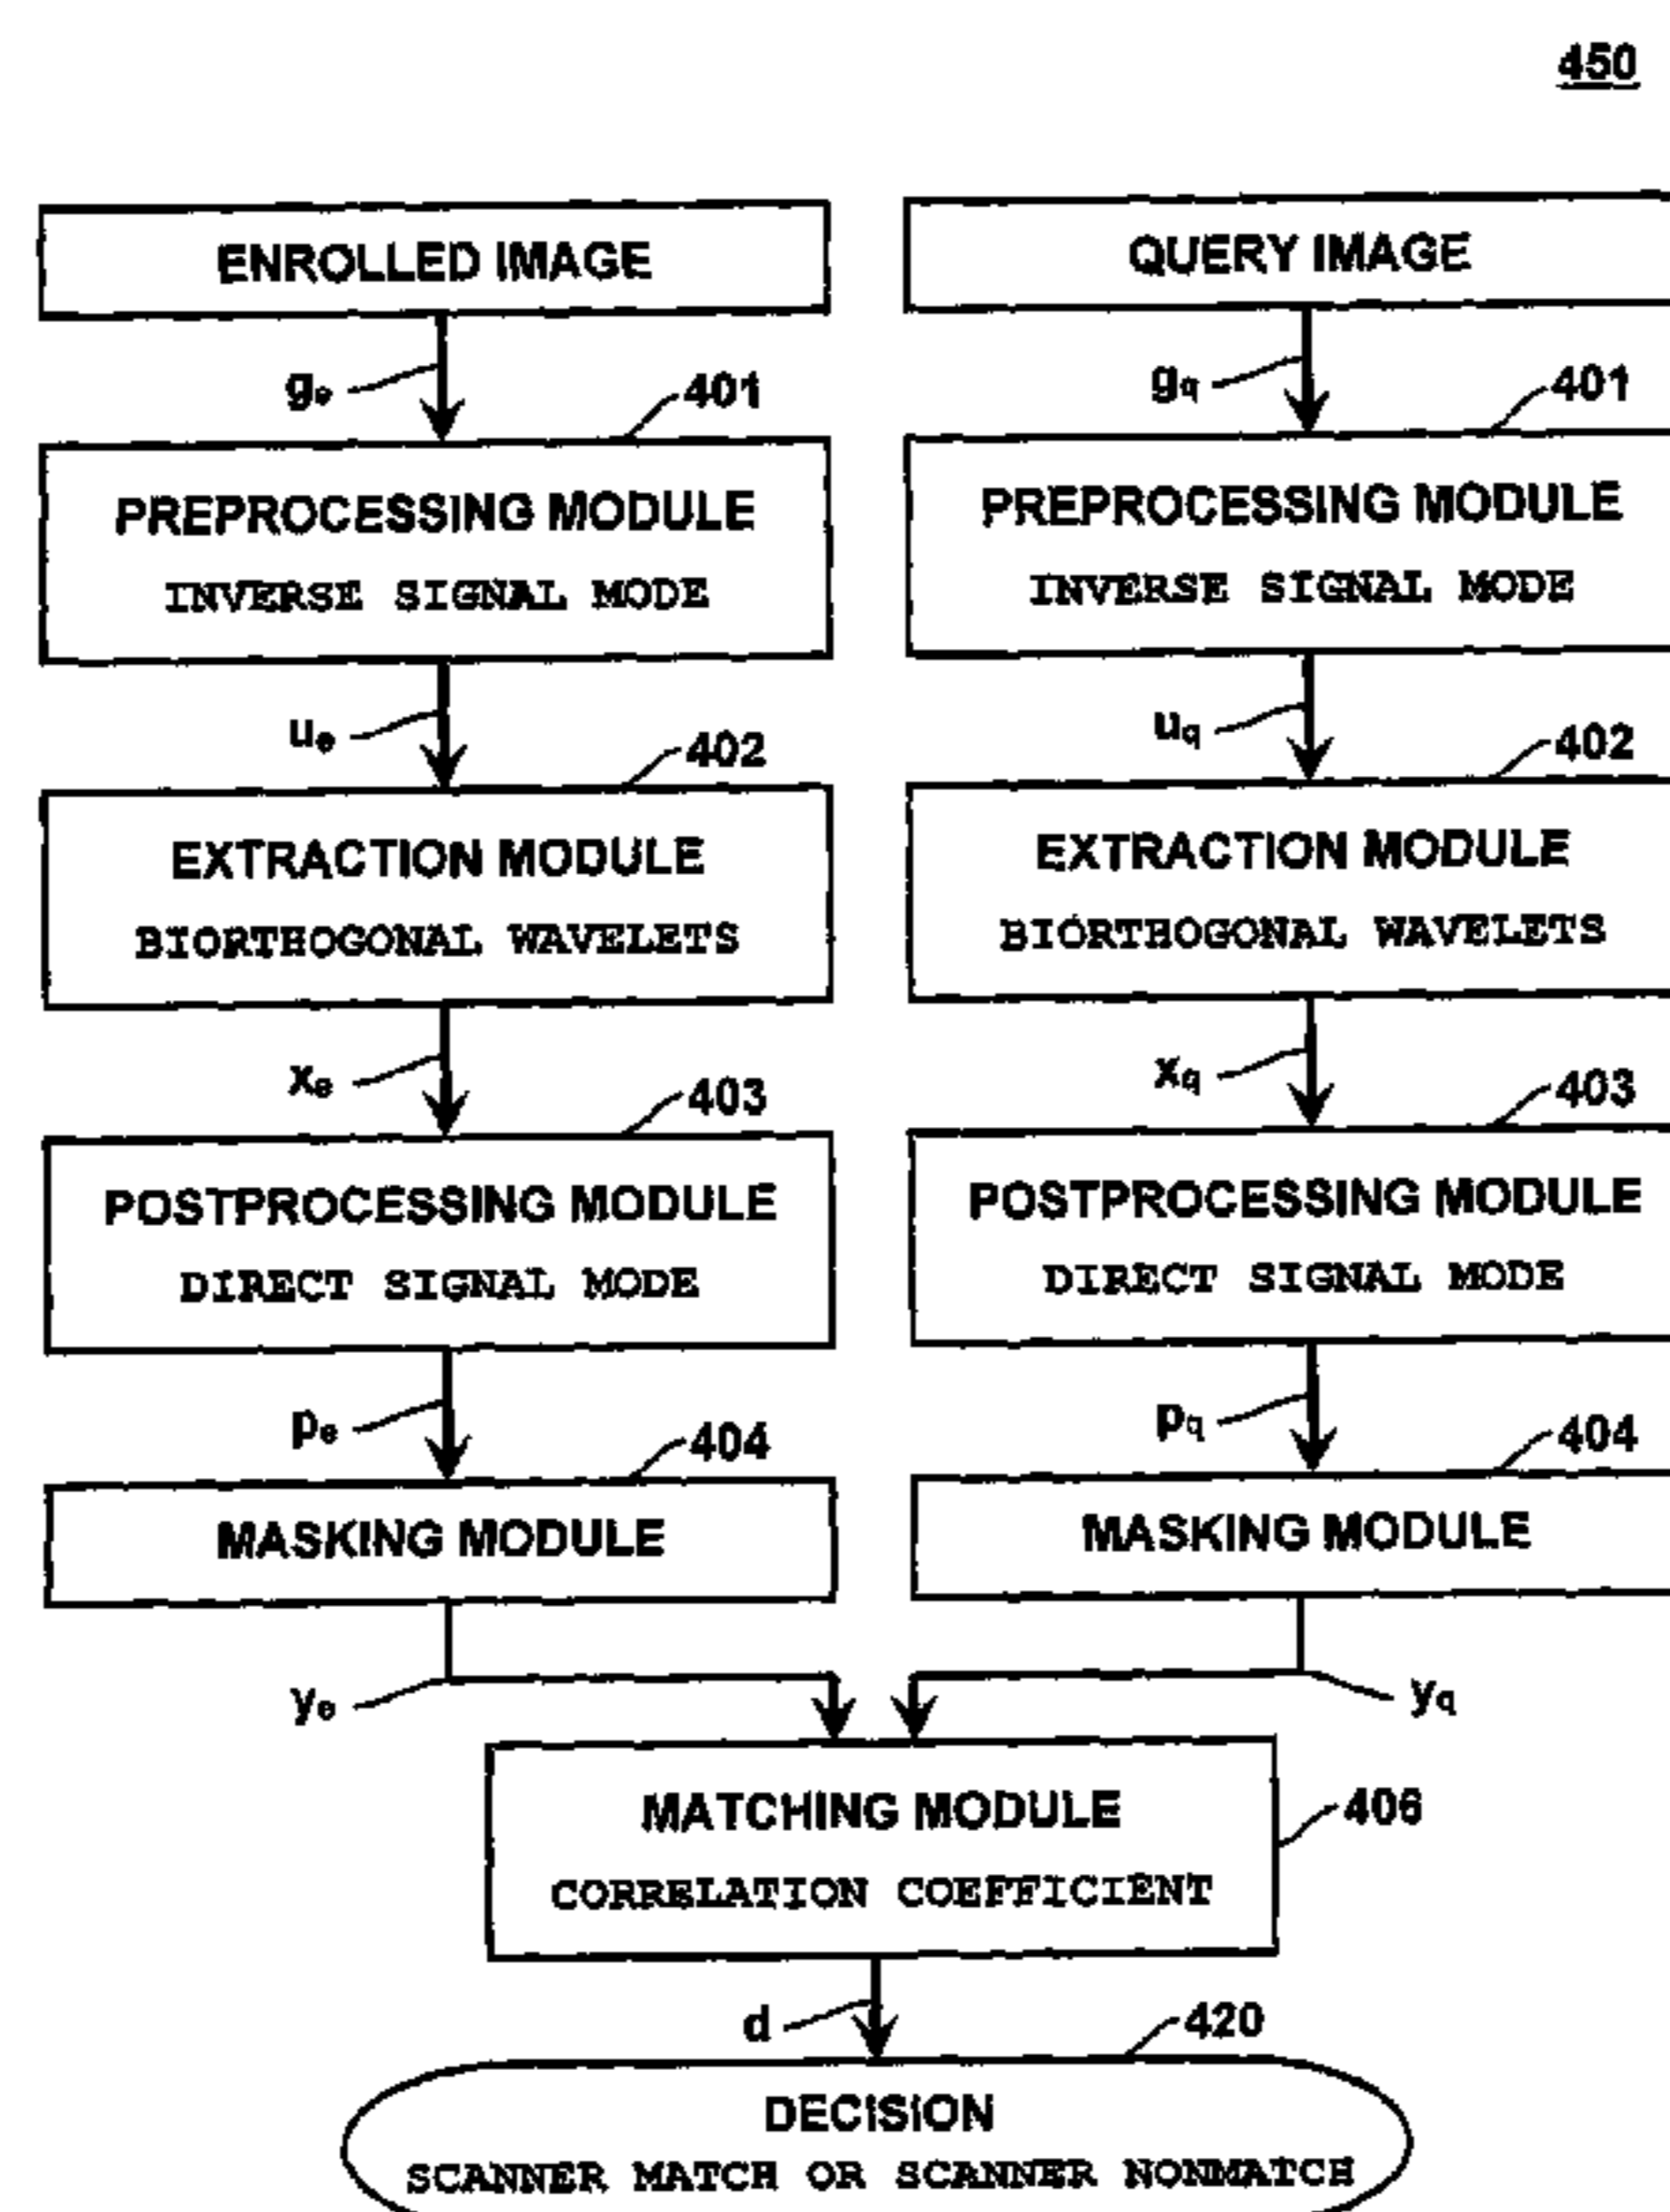 450
ENROLLED IMAGE
QUERY IMAGE
ge
401
gq
401
PREPROCESSING MODULE
INVERSE SIGNAL MODE
PREPROCESSING MODULE
INVERSE SIGNAL MODE
ue
402
uq
402
EXTRACTION MODULE
BIORTHOGONAL WAVELETS
EXTRACTION MODULE
BIORTHOGONAL WAVELETS
xe
403
xq
403
POSTPROCESSING MODULE
DIRECT SIGNAL MODE
POSTPROCESSING MODULE
DIRECT SIGNAL MODE
pe
404
pq
404
MASKING MODULE
MASKING MODULE
ye
yq
MATCHING MODULE
CORRELATION COEFFICIENT
406
d
420
DECISION
SCANNER MATCH OR SCANNER NONMATCH